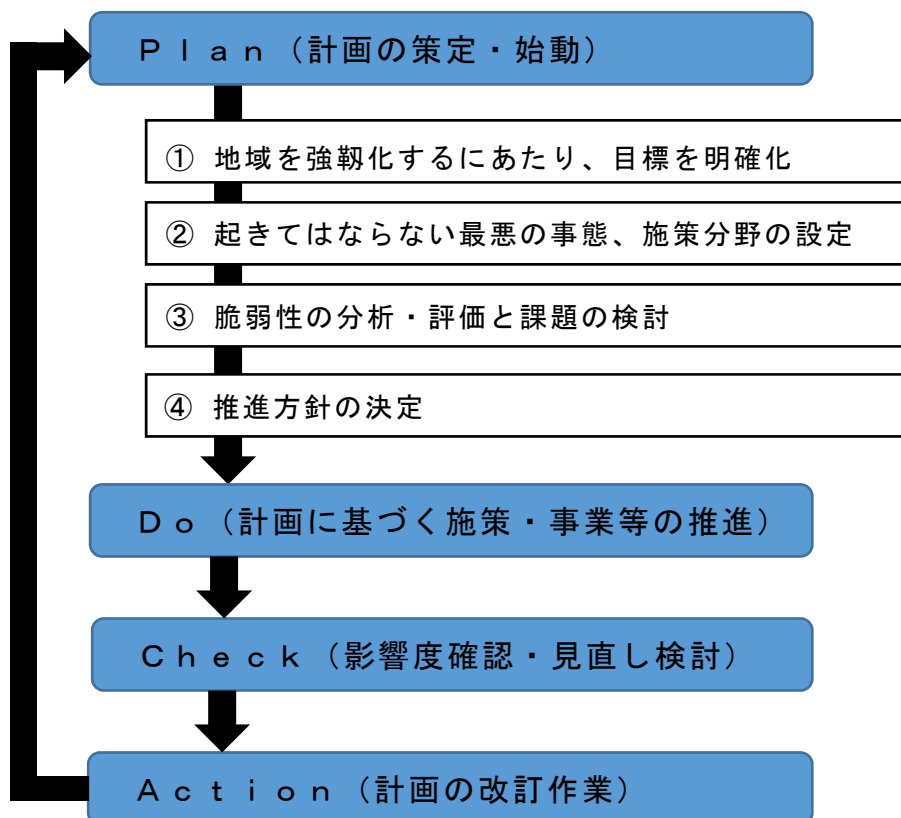 Ｐｌａｎ（計画の策定・始動）
① 地域を強靱化するにあたり、目標を明確化
② 起きてはならない最悪の事態、施策分野の設定
③ 脆弱性の分析・評価と課題の検討
④ 推進方針の決定
Ｄｏ（計画に基づく施策・事業等の推進）
Ｃｈｅｃｋ（影響度確認・見直し検討）
Ａｃｔｉｏｎ（計画の改訂作業）